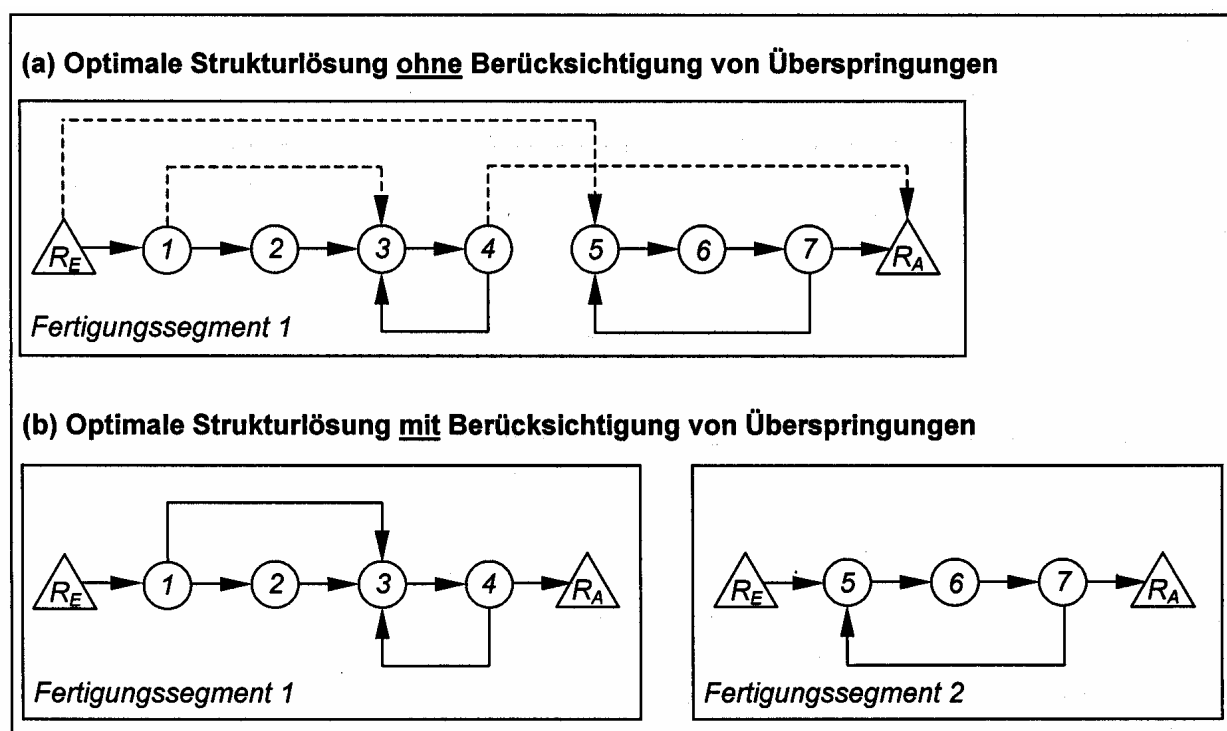 (a) Optimale Strukturlösung ohne Berücksichtigung von Überspringungen
R_E 1 2 3 4 5 6 7 R_A
Fertigungssegment 1
(b) Optimale Strukturlösung mit Berücksichtigung von Überspringungen
R_E 1 2 3 4 R_A
Fertigungssegment 1
R_E 5 6 7 R_A
Fertigungssegment 2